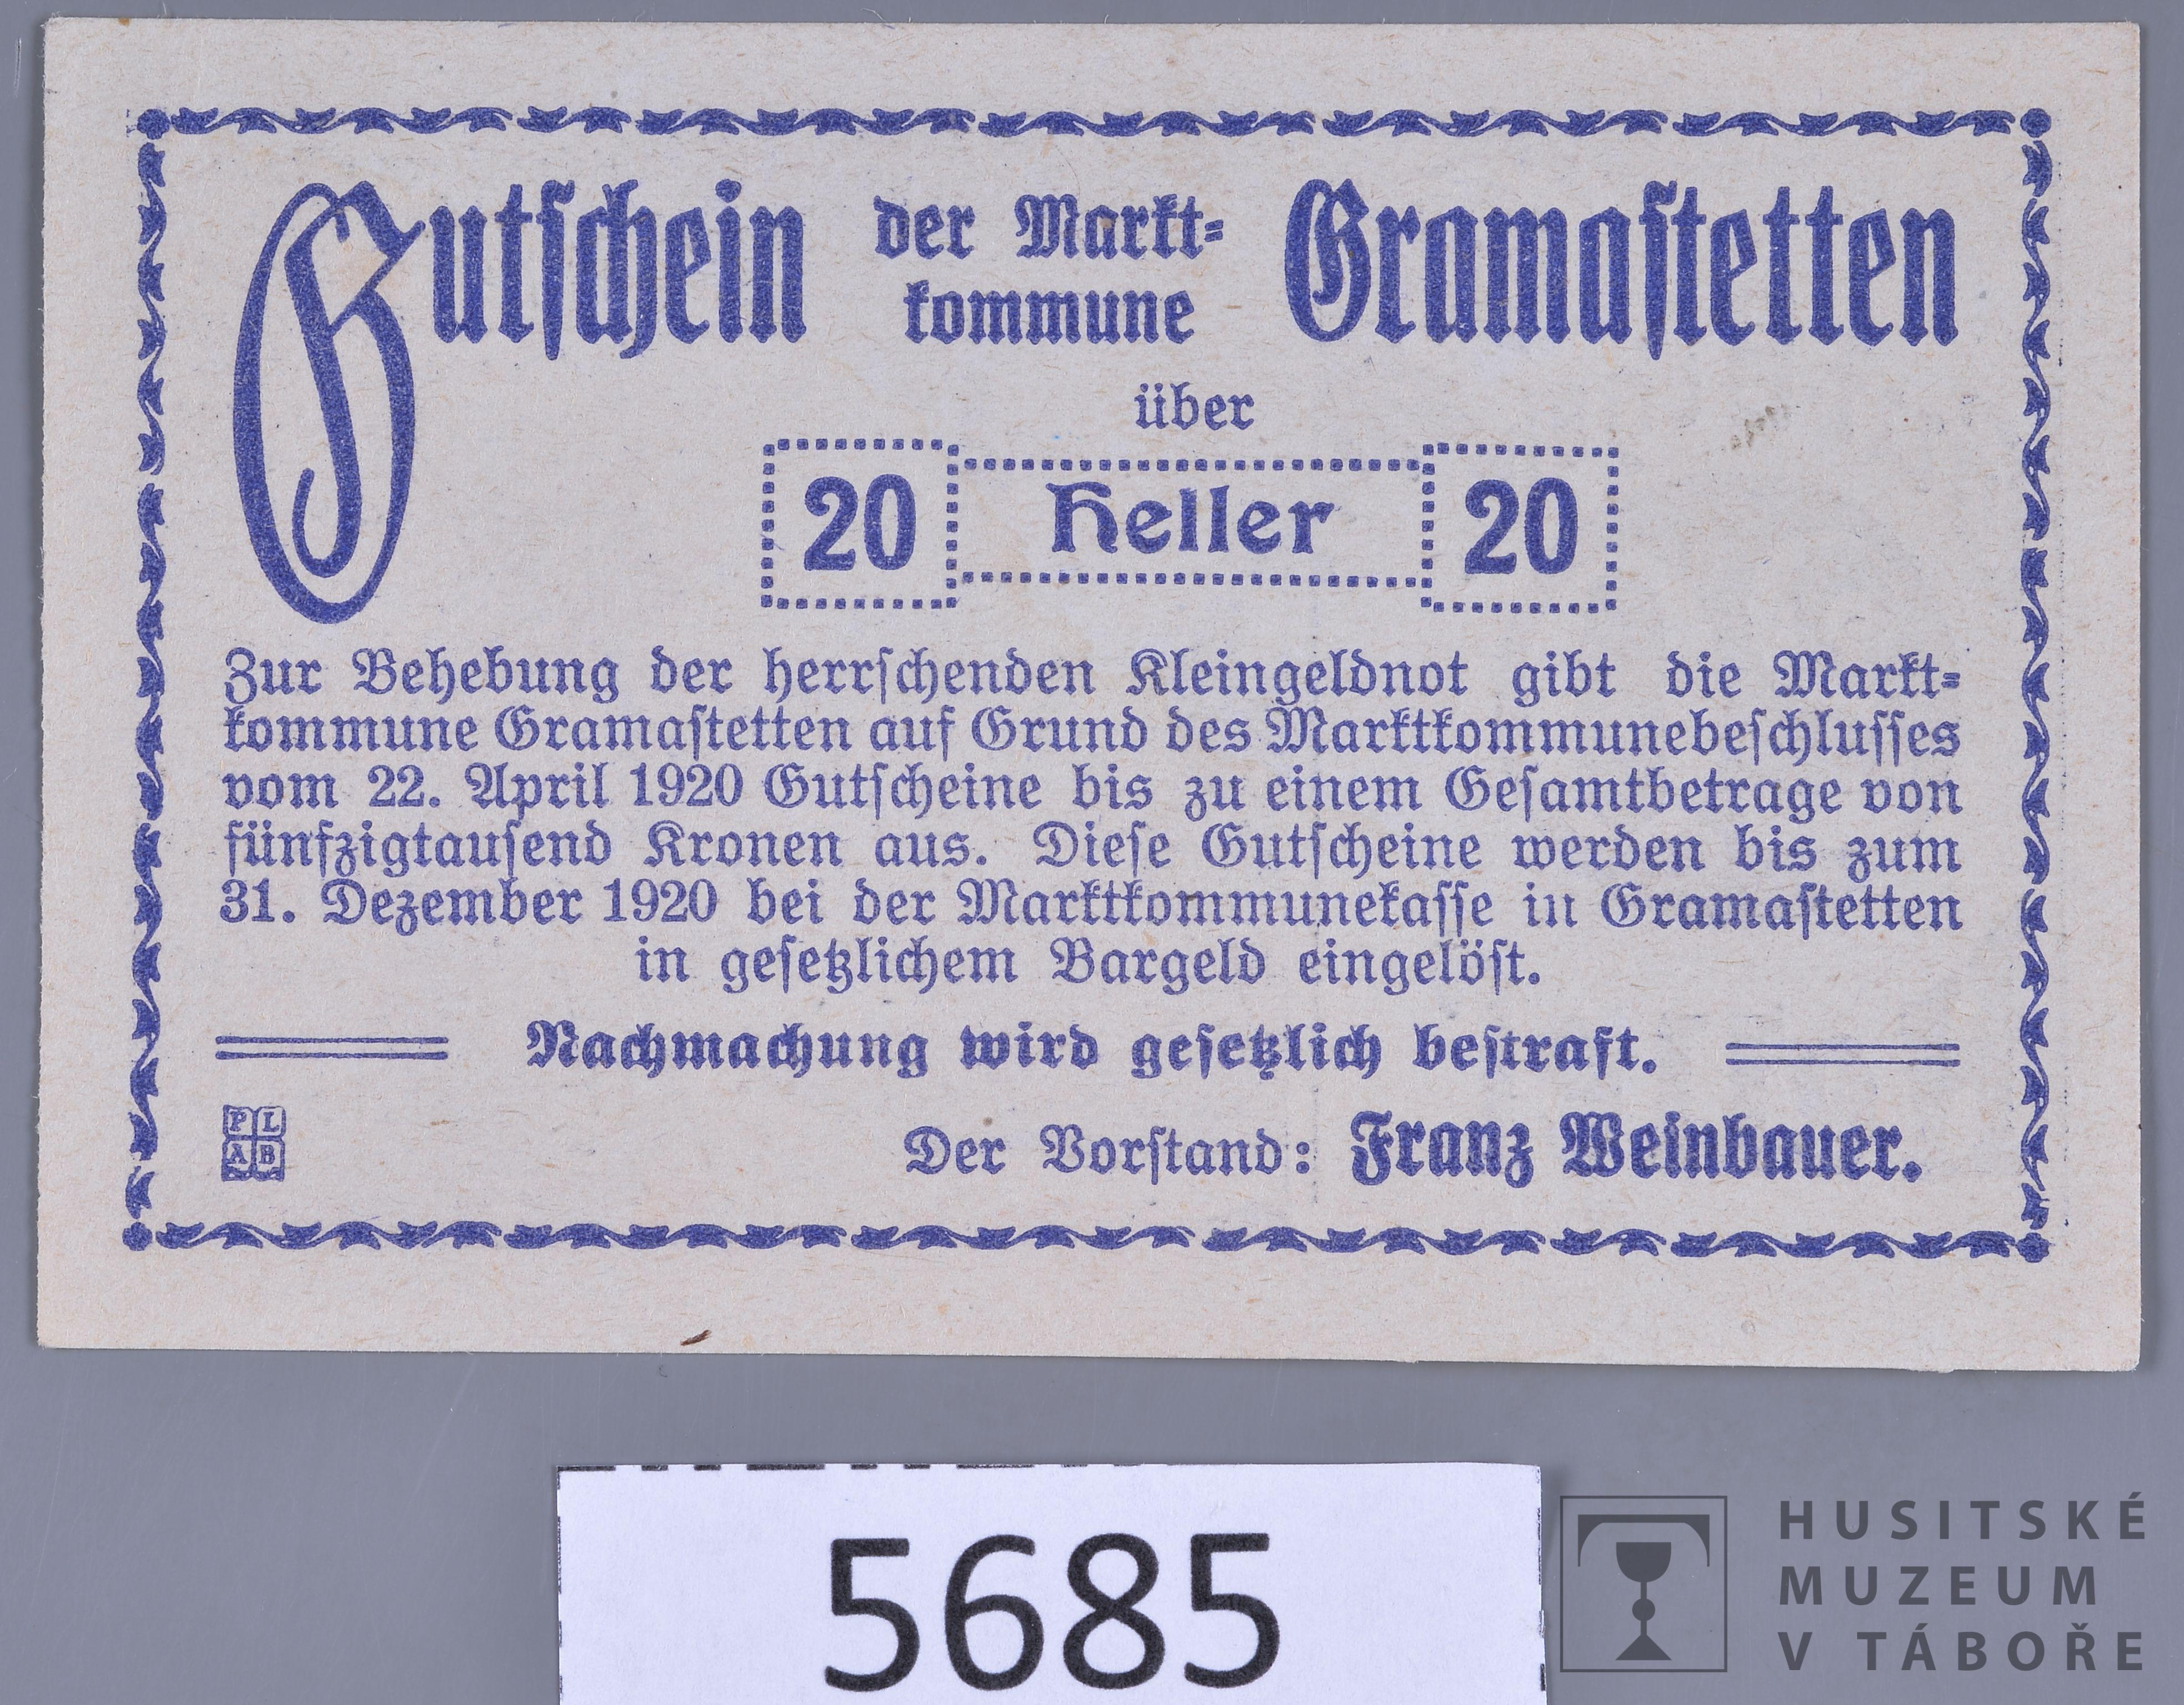 Gutschein der Markt=
kommune Gramastetten
über
20 Heller 20
Zur Behebung der herrschenden Kleingeldnot gibt die Markt=
kommune Gramastetten auf Grund des Marktkommunebeschlusses
vom 22. April 1920 Gutscheine bis zu einem Gesamtbetrage von
fünfzigtausend Kronen aus. Diese Gutscheine werden bis zum
31. Dezember 1920 bei der Marktkommunekasse in Gramastetten
in gesetzlichem Bargeld eingelöst.
Nachmachung wird gesetzlich bestraft.
PL
AB
Der Vorstand: Franz Weinbauer.
5685
HUSITSKÉ
MUZEUM
V TÁBOŘE